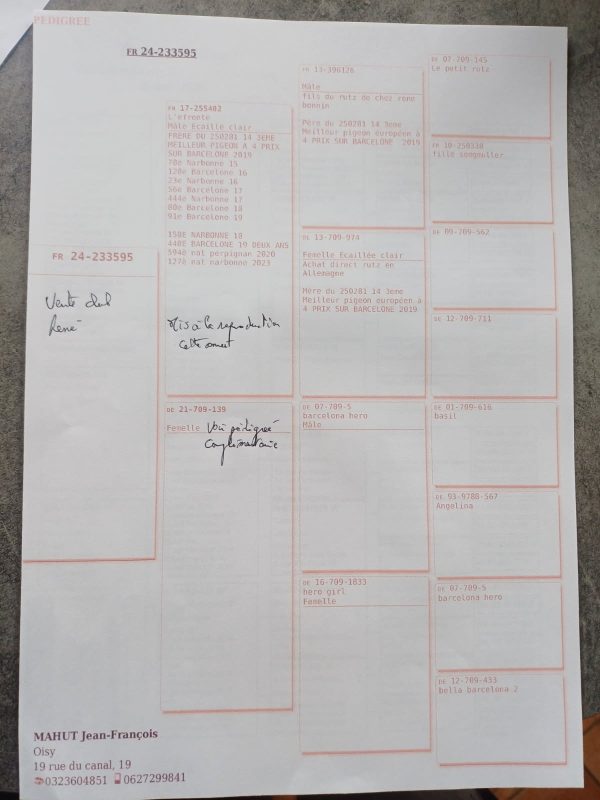 PEDIGREE
FR 24-233595
FR 24-233595
Vente club
René
FR 17-255402
L'efronte
Mâle Ecaille clair
FRERE DU 250281 14 3EME
MEILLEUR PIGEON A 4 PRIX
SUR BARCELONE 2019
70e Narbonne 15
120e Barcelone 16
23e Narbonne 16
56e Barcelone 17
444e Narbonne 17
80e Barcelone 18
91e Barcelone 19
150E NARBONNE 18
440E BARCELONE 19 DEUX ANS
594e nat perpignan 2020
127e nat narbonne 2023
Mis à la reproduction
cette année
DE 21-709-139
Femelle Voir pédigrée
complémentaire
FR 13-396126
Mâle
fils du rutz de chez rene
bonnin
Père du 250281 14 3eme
Meilleur pigeon européen à
4 PRIX SUR BARCELONE 2019
DE 13-709-974
Femelle Ecaillée clair
Achat direct rutz en
Allemagne
Mère du 250281 14 3eme
Meilleur pigeon européen à
4 PRIX SUR BARCELONE 2019
DE 07-709-5
barcelona hero
Mâle
DE 16-709-1833
hero girl
Femelle
DE 07-709-145
Le petit rutz
FR 10-250330
fille songmuller
DE 09-709-562
DE 12-709-711
DE 01-709-616
basil
DE 93-9788-567
Angelina
DE 07-709-5
barcelona hero
DE 12-709-433
bella barcelona 2
MAHUT Jean-François
Oisy
19 rue du canal, 19
0323604851 0627299841